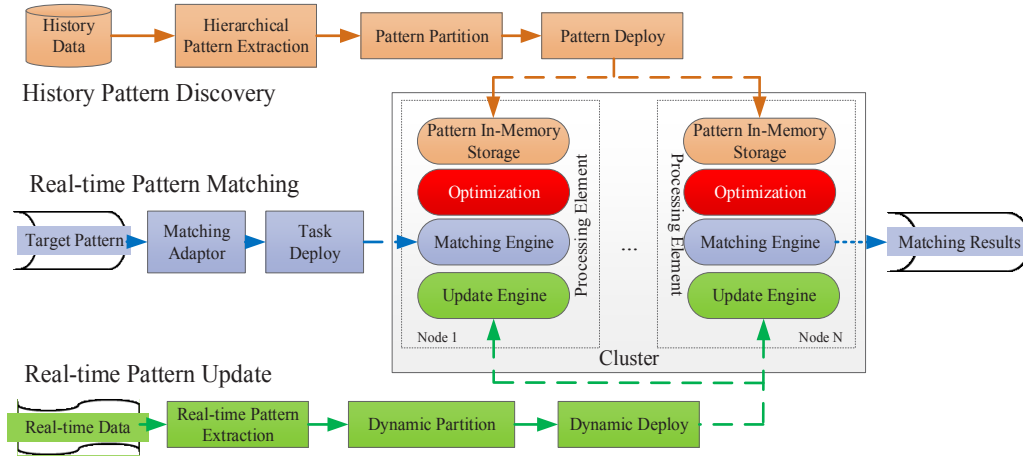 History
Data
Hierarchical
Pattern Extraction
Pattern Partition
Pattern Deploy
History Pattern Discovery
Pattern In-Memory
Storage
Optimization
Matching Engine
Update Engine
Processing Element
Node 1
...
Pattern In-Memory
Storage
Optimization
Matching Engine
Update Engine
Processing Element
Node N
Cluster
Real-time Pattern Matching
Target Pattern
Matching
Adaptor
Task
Deploy
Matching Results
Real-time Pattern Update
Real-time Data
Real-time Pattern
Extraction
Dynamic Partition
Dynamic Deploy